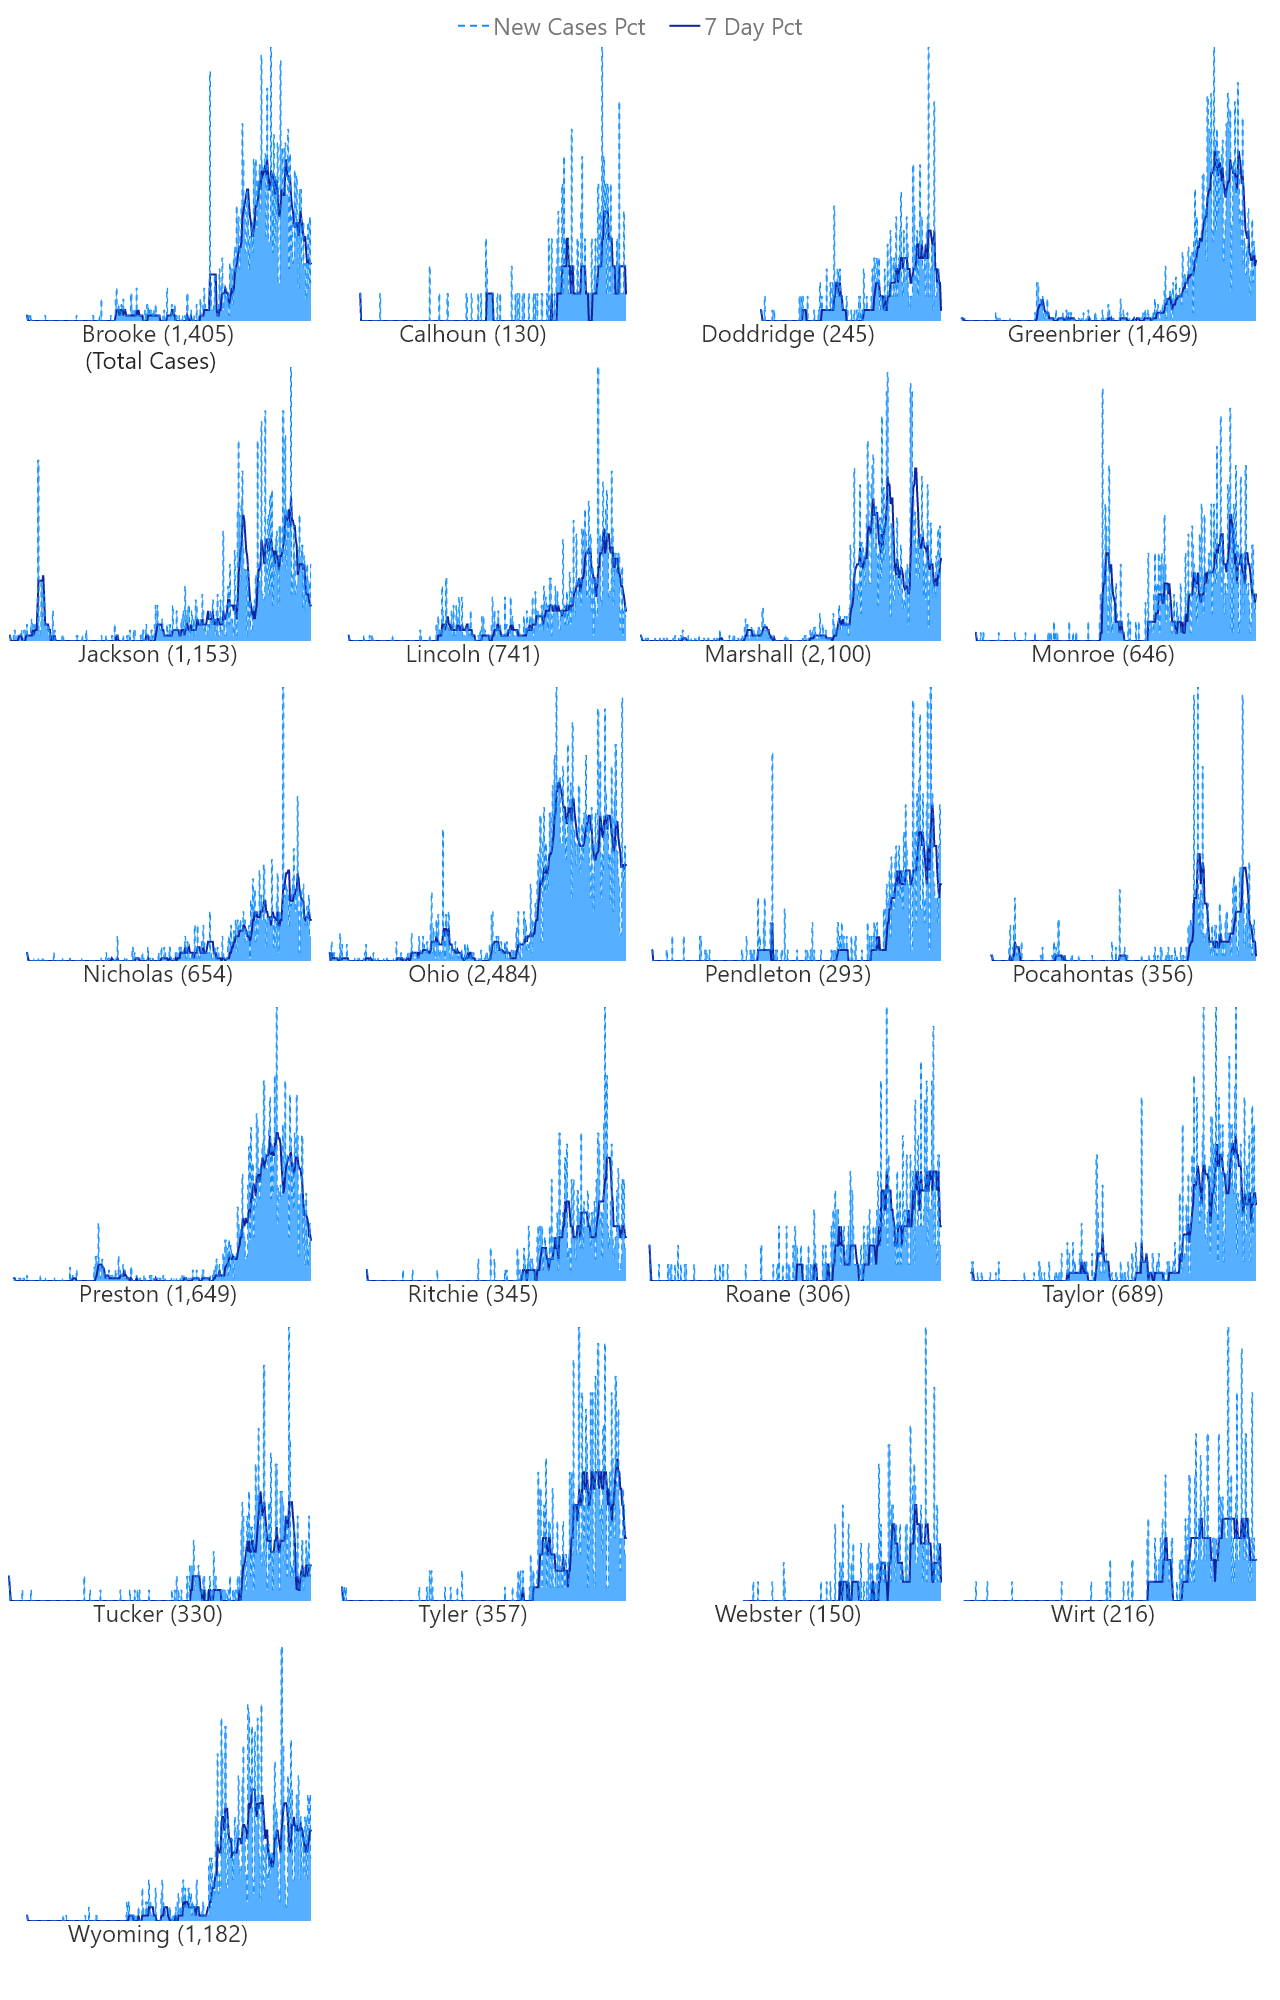 New Cases Pct 7 Day Pct
Brooke (1,405) Calhoun (130) Doddridge (245) Greenbrier (1,469)
(Total Cases)
Jackson (1,153) Lincoln (741) Marshall (2,100) Monroe (646)
Nicholas (654) Ohio (2,484) Pendleton (293) Pocahontas (356)
Preston (1,649) Ritchie (345) Roane (306) Taylor (689)
Tucker (330) Tyler (357) Webster (150) Wirt (216)
Wyoming (1,182)